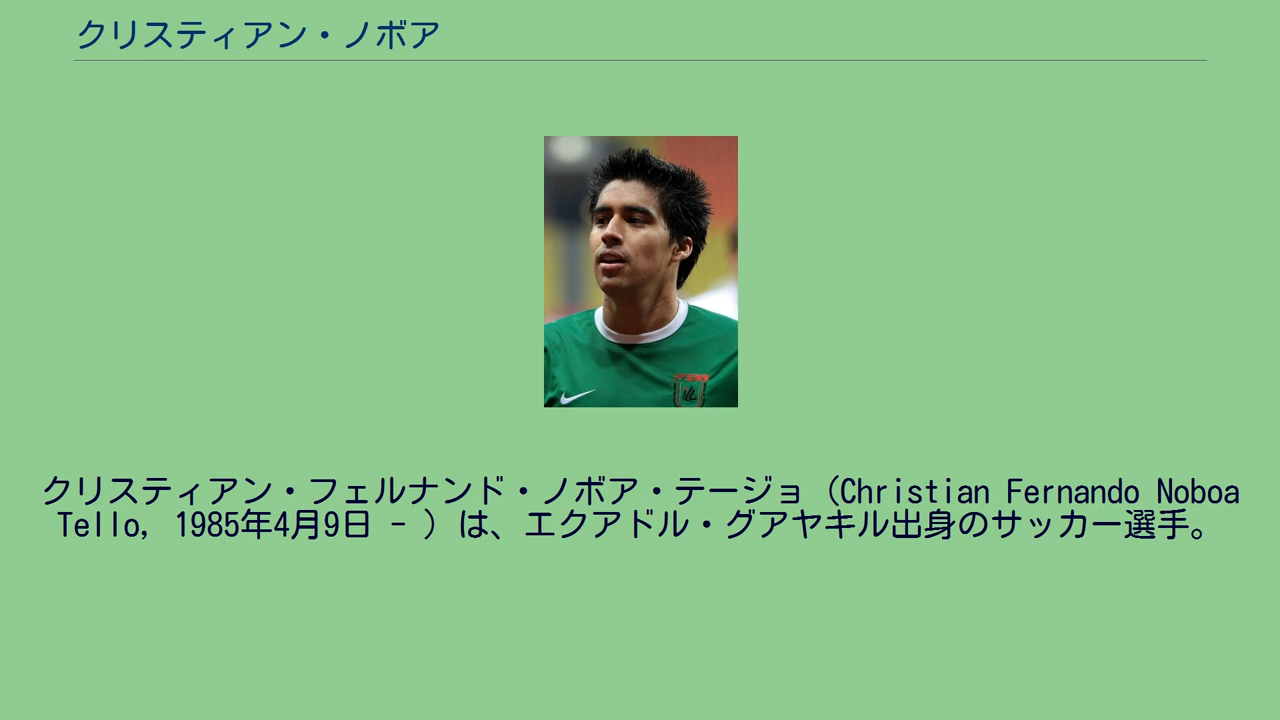 クリスティアン・ノボア
クリスティアン・フェルナンド・ノボア・テージョ（Christian Fernando Noboa
Tello, 1985年4月9日 - ）は、エクアドル・グアヤキル出身のサッカー選手。